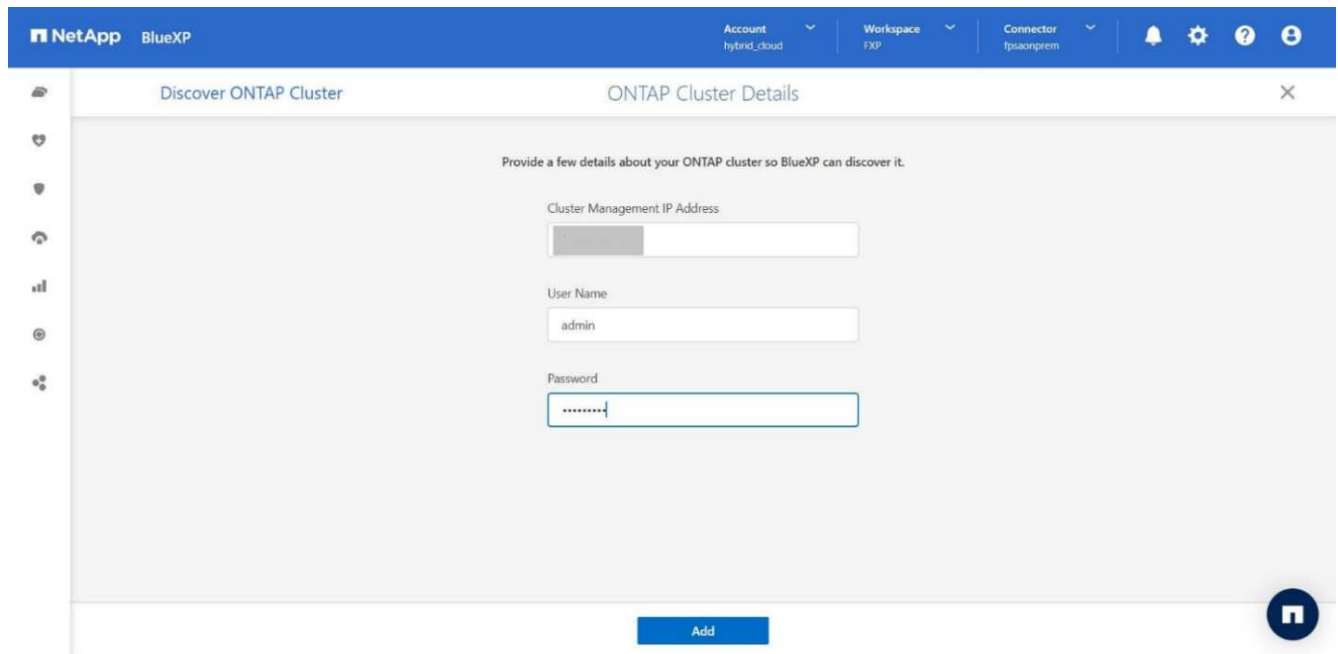 NetApp BlueXP
Account
hybrid_cloud
Workspace
FXP
Connector
fpsaonprem
Discover ONTAP Cluster
ONTAP Cluster Details
Provide a few details about your ONTAP cluster so BlueXP can discover it.
Cluster Management IP Address
User Name
admin
Password
•••••••••
Add